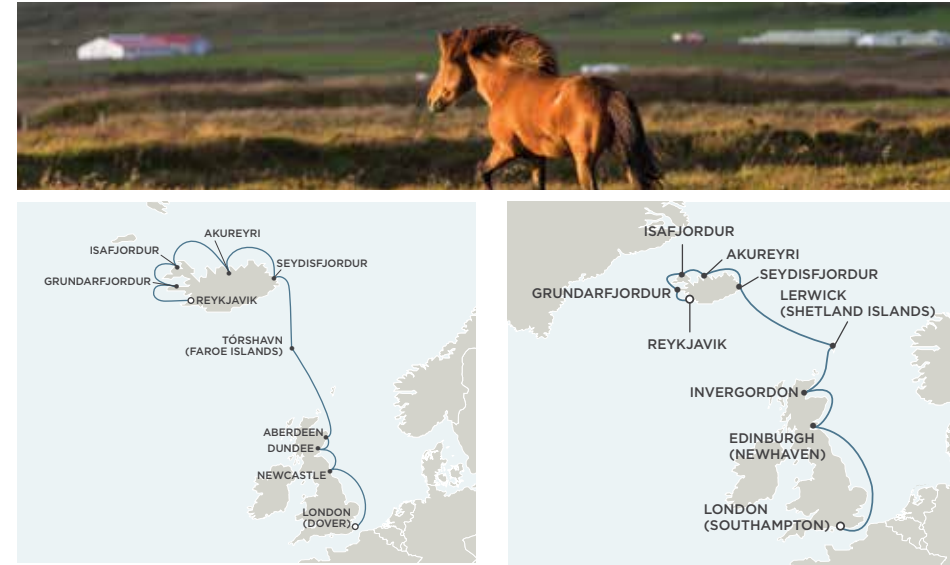 AKUREYRI
ISAFJORDUR
SEYDISFJORDUR
GRUNDARFJORDUR
REYKJAVIK
TÓRSHAVN
(FAROE ISLANDS)
ABERDEEN
DUNDEE
NEWCASTLE
LONDON
(DOVER)
ISAFJORDUR
AKUREYRI
SEYDISFJORDUR
GRUNDARFJORDUR
LERWICK
(SHETLAND ISLANDS)
REYKJAVIK
INVERGORDON
EDINBURGH
(NEWHAVEN)
LONDON
(SOUTHAMPTON)